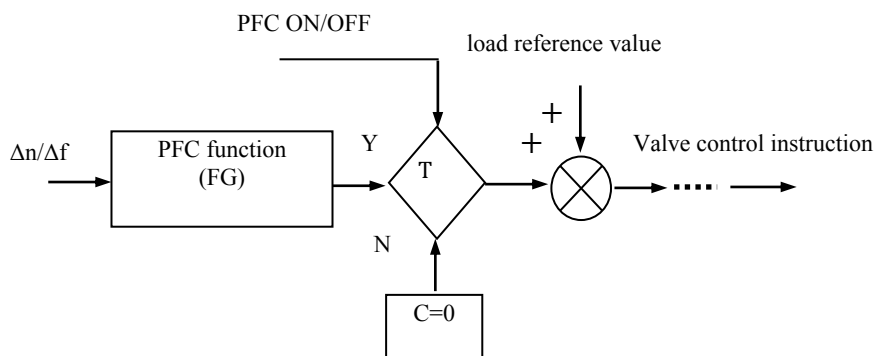 PFC ON/OFF
load reference value
Δn/Δf
PFC function
(FG)
Y
T
+
+
Valve control instruction
N
C=0